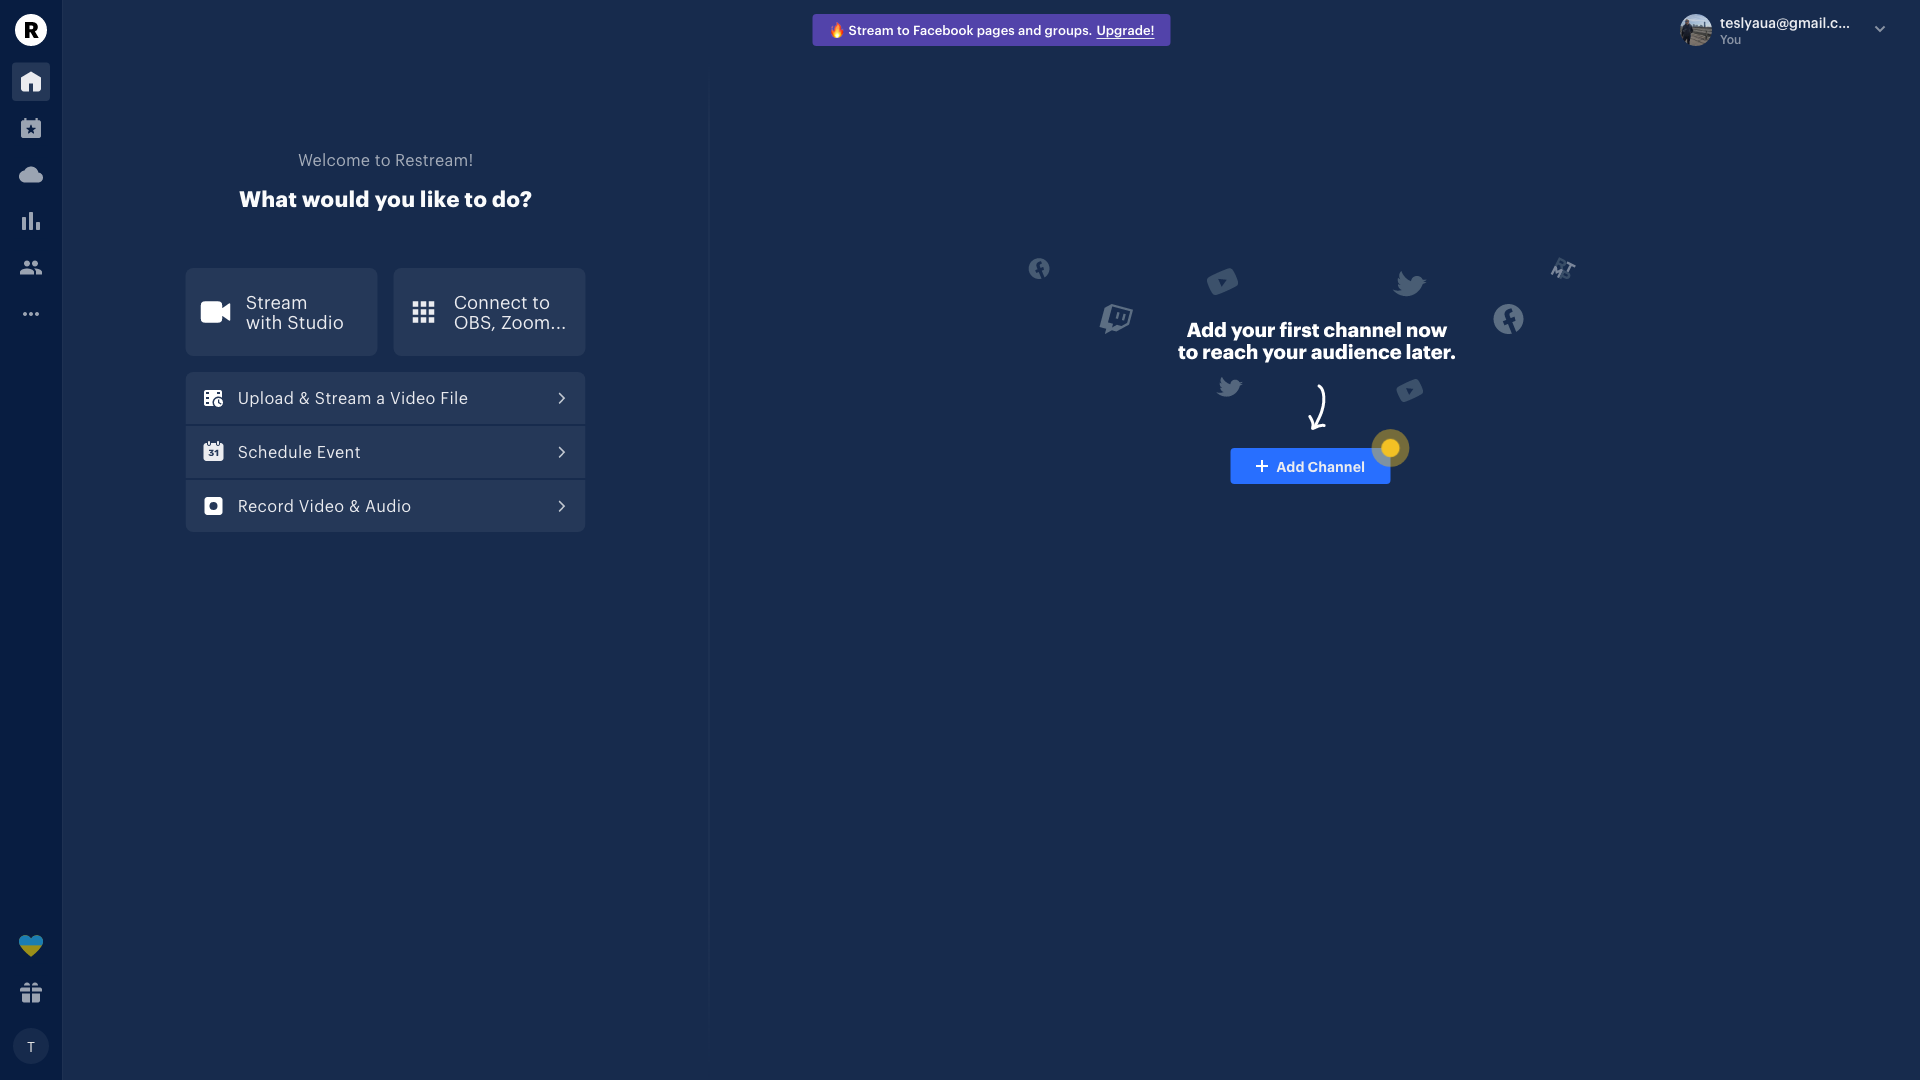 R
🔥 Stream to Facebook pages and groups. Upgrade!
teslyaua@gmail.c...
You
Welcome to Restream!
What would you like to do?
Stream
with Studio
Connect to
OBS, Zoom...
Upload & Stream a Video File
31
Schedule Event
Record Video & Audio
Add your first channel now
to reach your audience later.
+ Add Channel
T